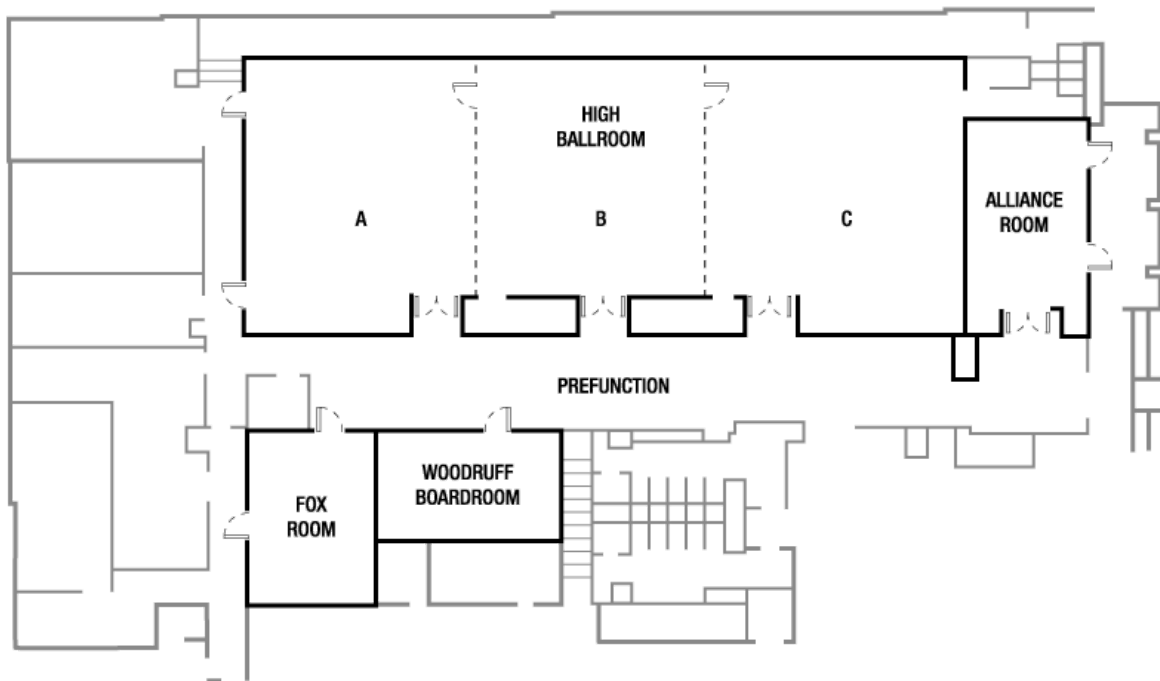 HIGH
BALLROOM
A
B
C
ALLIANCE
ROOM
PREFUNCTION
FOX
ROOM
WOODRUFF
BOARDROOM